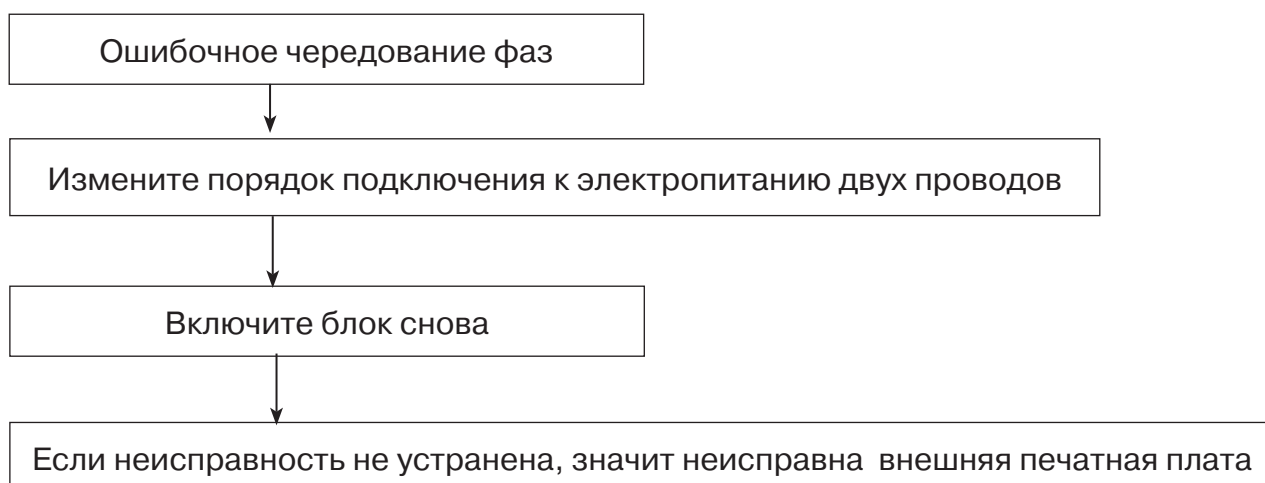 Ошибочное чередование фаз
Измените порядок подключения к электропитанию двух проводов
Включите блок снова
Если неисправность не устранена, значит неисправна внешняя печатная плата